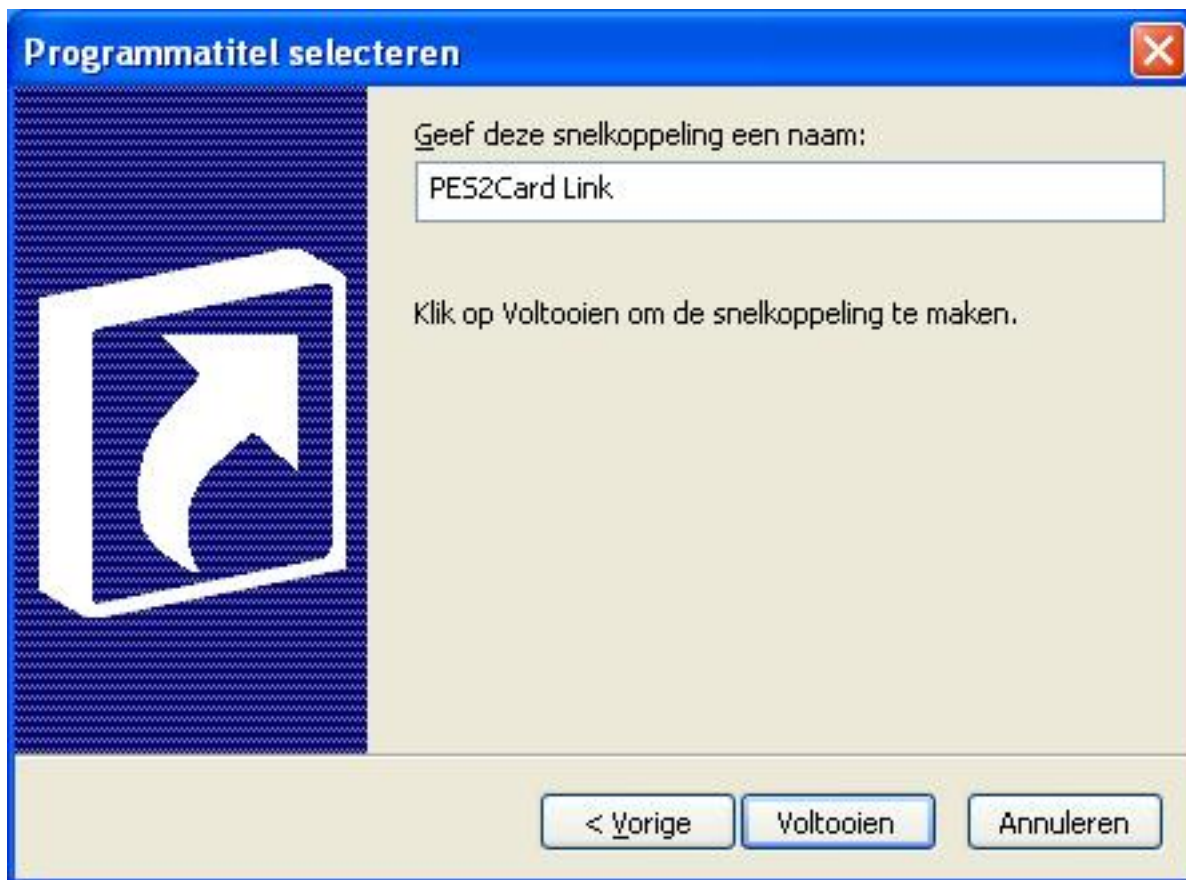 Programmatitel selecteren
Geef deze snelkoppeling een naam:
PES2Card Link
Klik op Voltooien om de snelkoppeling te maken.
< Vorige
Voltooien
Annuleren